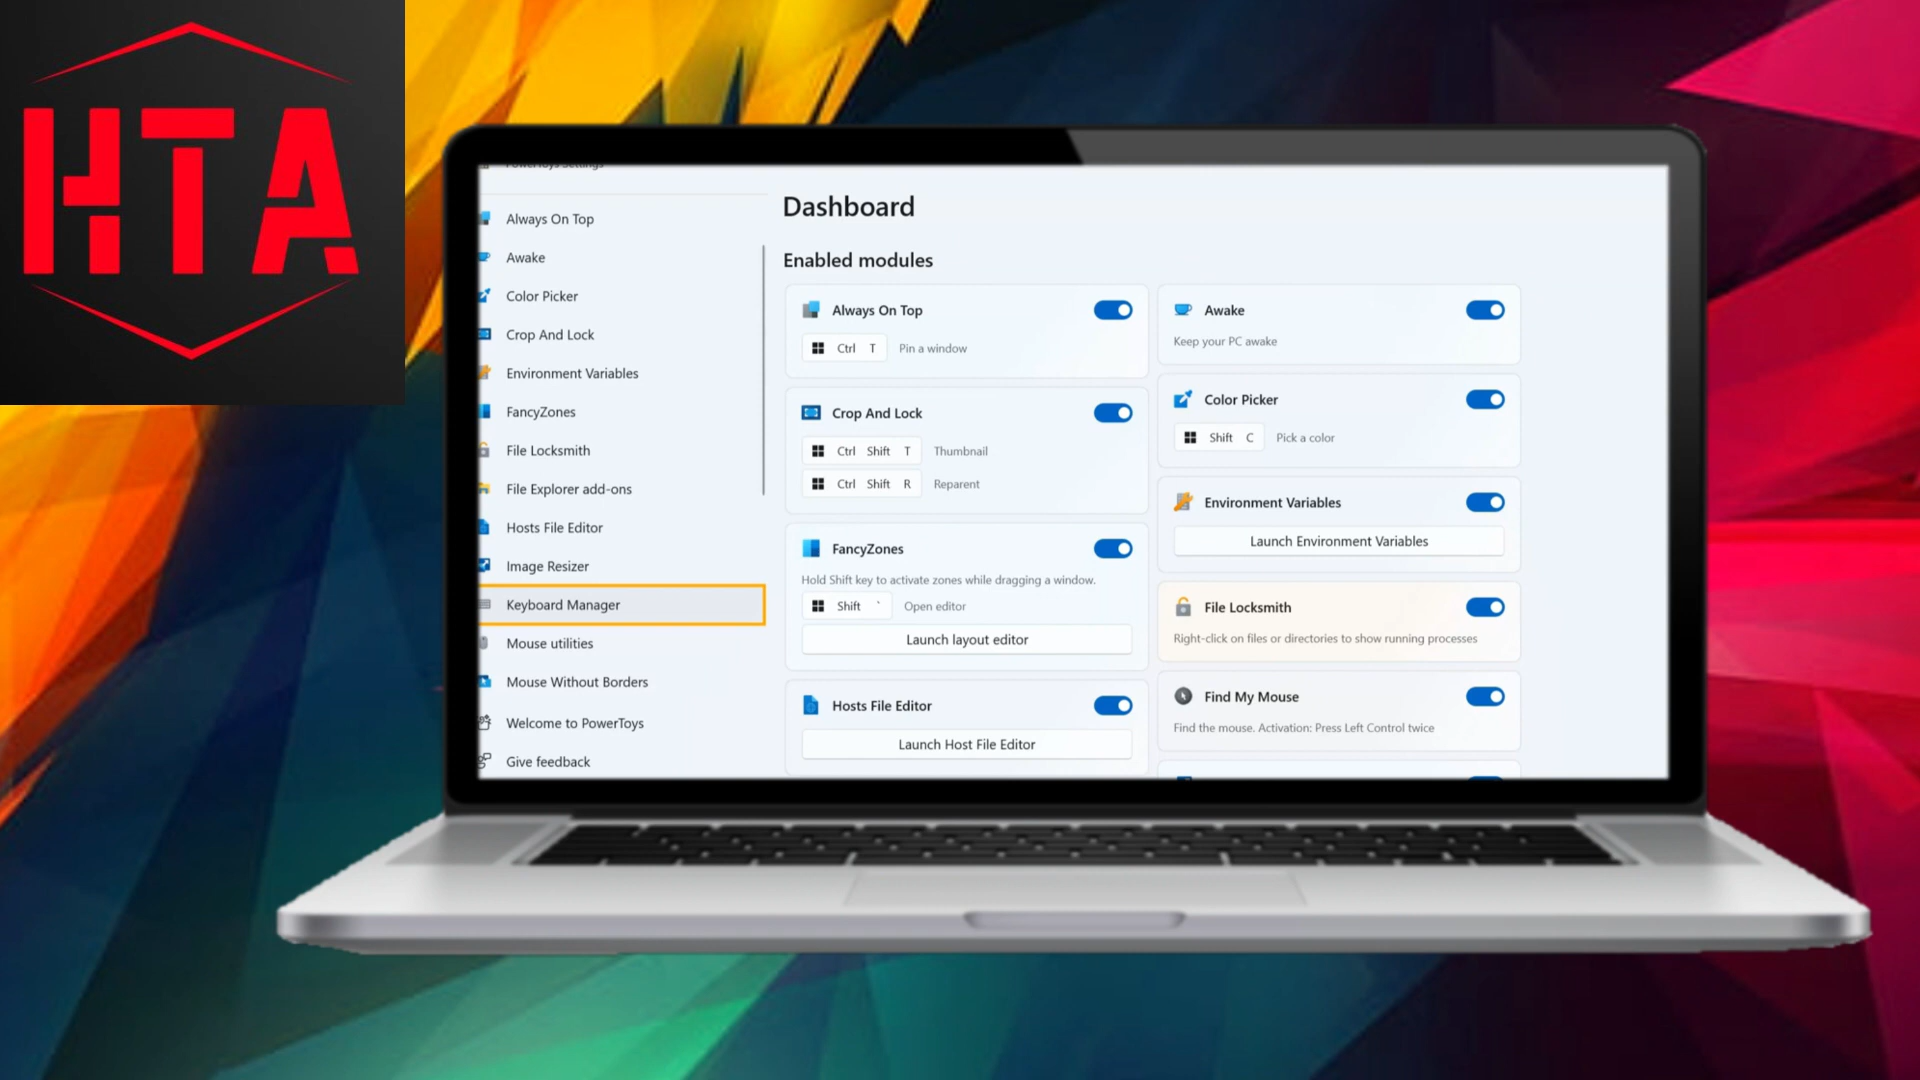 HTA
PowerToys Settings
Always On Top
Awake
Color Picker
Crop And Lock
Environment Variables
FancyZones
File Locksmith
File Explorer add-ons
Hosts File Editor
Image Resizer
Keyboard Manager
Mouse utilities
Mouse Without Borders
Welcome to PowerToys
Give feedback
Dashboard
Enabled modules
Always On Top
Ctrl T Pin a window
Crop And Lock
Ctrl Shift T Thumbnail
Ctrl Shift R Reparent
FancyZones
Hold Shift key to activate zones while dragging a window.
Shift ` Open editor
Launch layout editor
Hosts File Editor
Launch Host File Editor
Awake
Keep your PC awake
Color Picker
Shift C Pick a color
Environment Variables
Launch Environment Variables
File Locksmith
Right-click on files or directories to show running processes
Find My Mouse
Find the mouse. Activation: Press Left Control twice